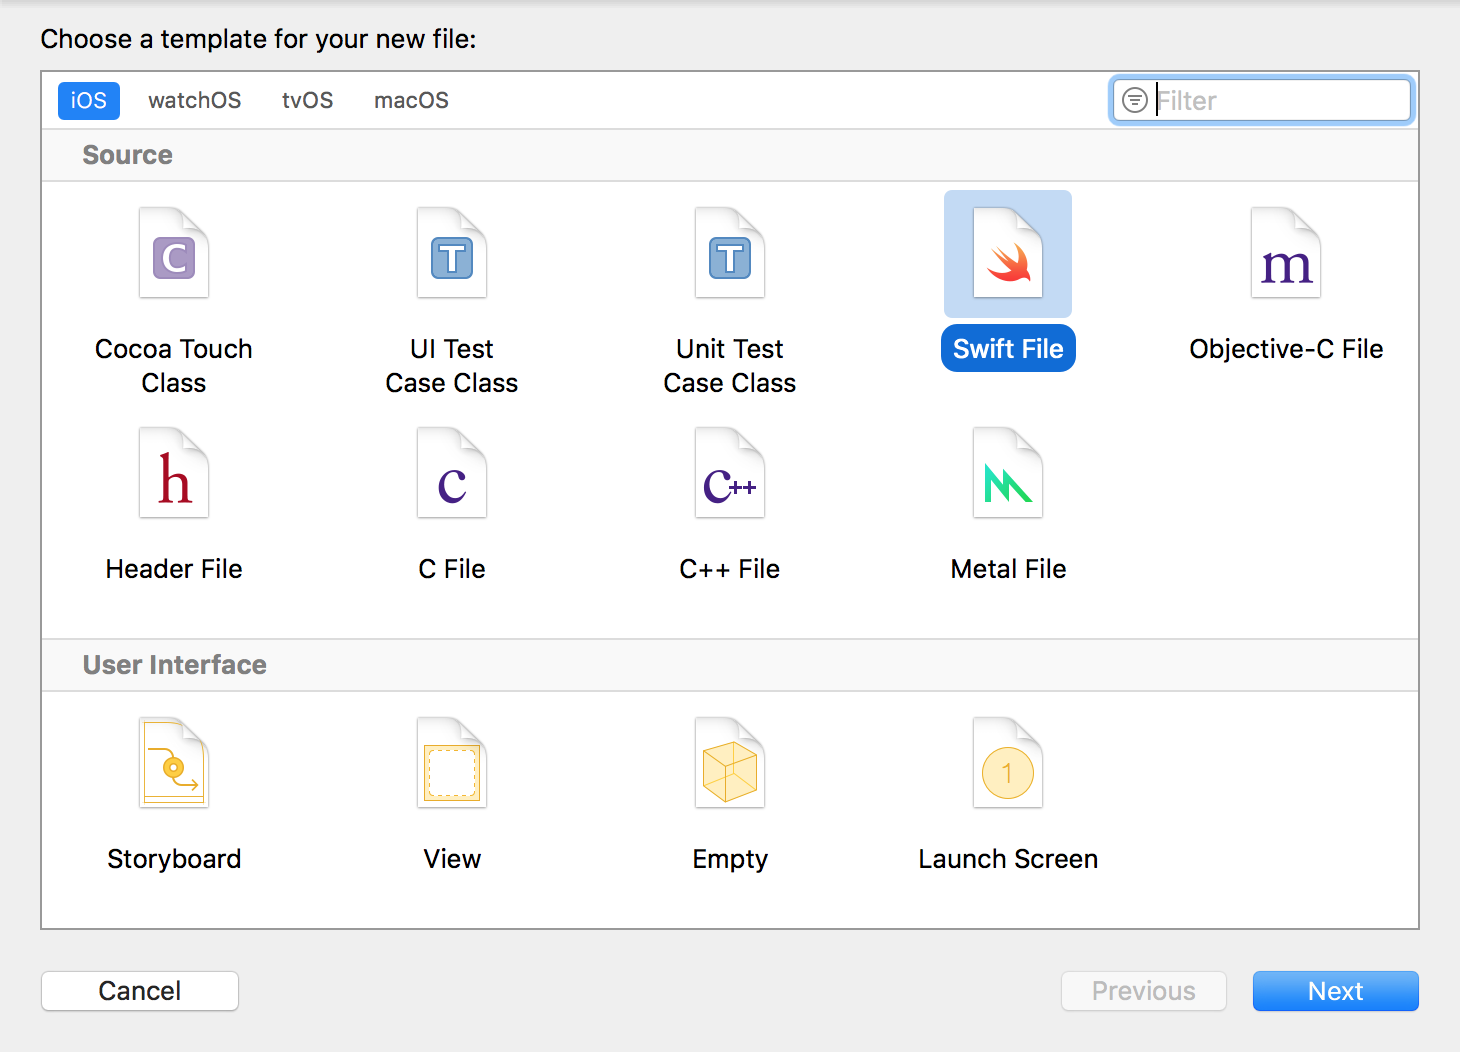 Choose a template for your new file:
iOS watchOS tvOS macOS Filter
Source
C T T m
Cocoa Touch Class UI Test Case Class Unit Test Case Class Swift File Objective-C File
h c C++
Header File C File C++ File Metal File
User Interface
1
Storyboard View Empty Launch Screen
Cancel Previous Next